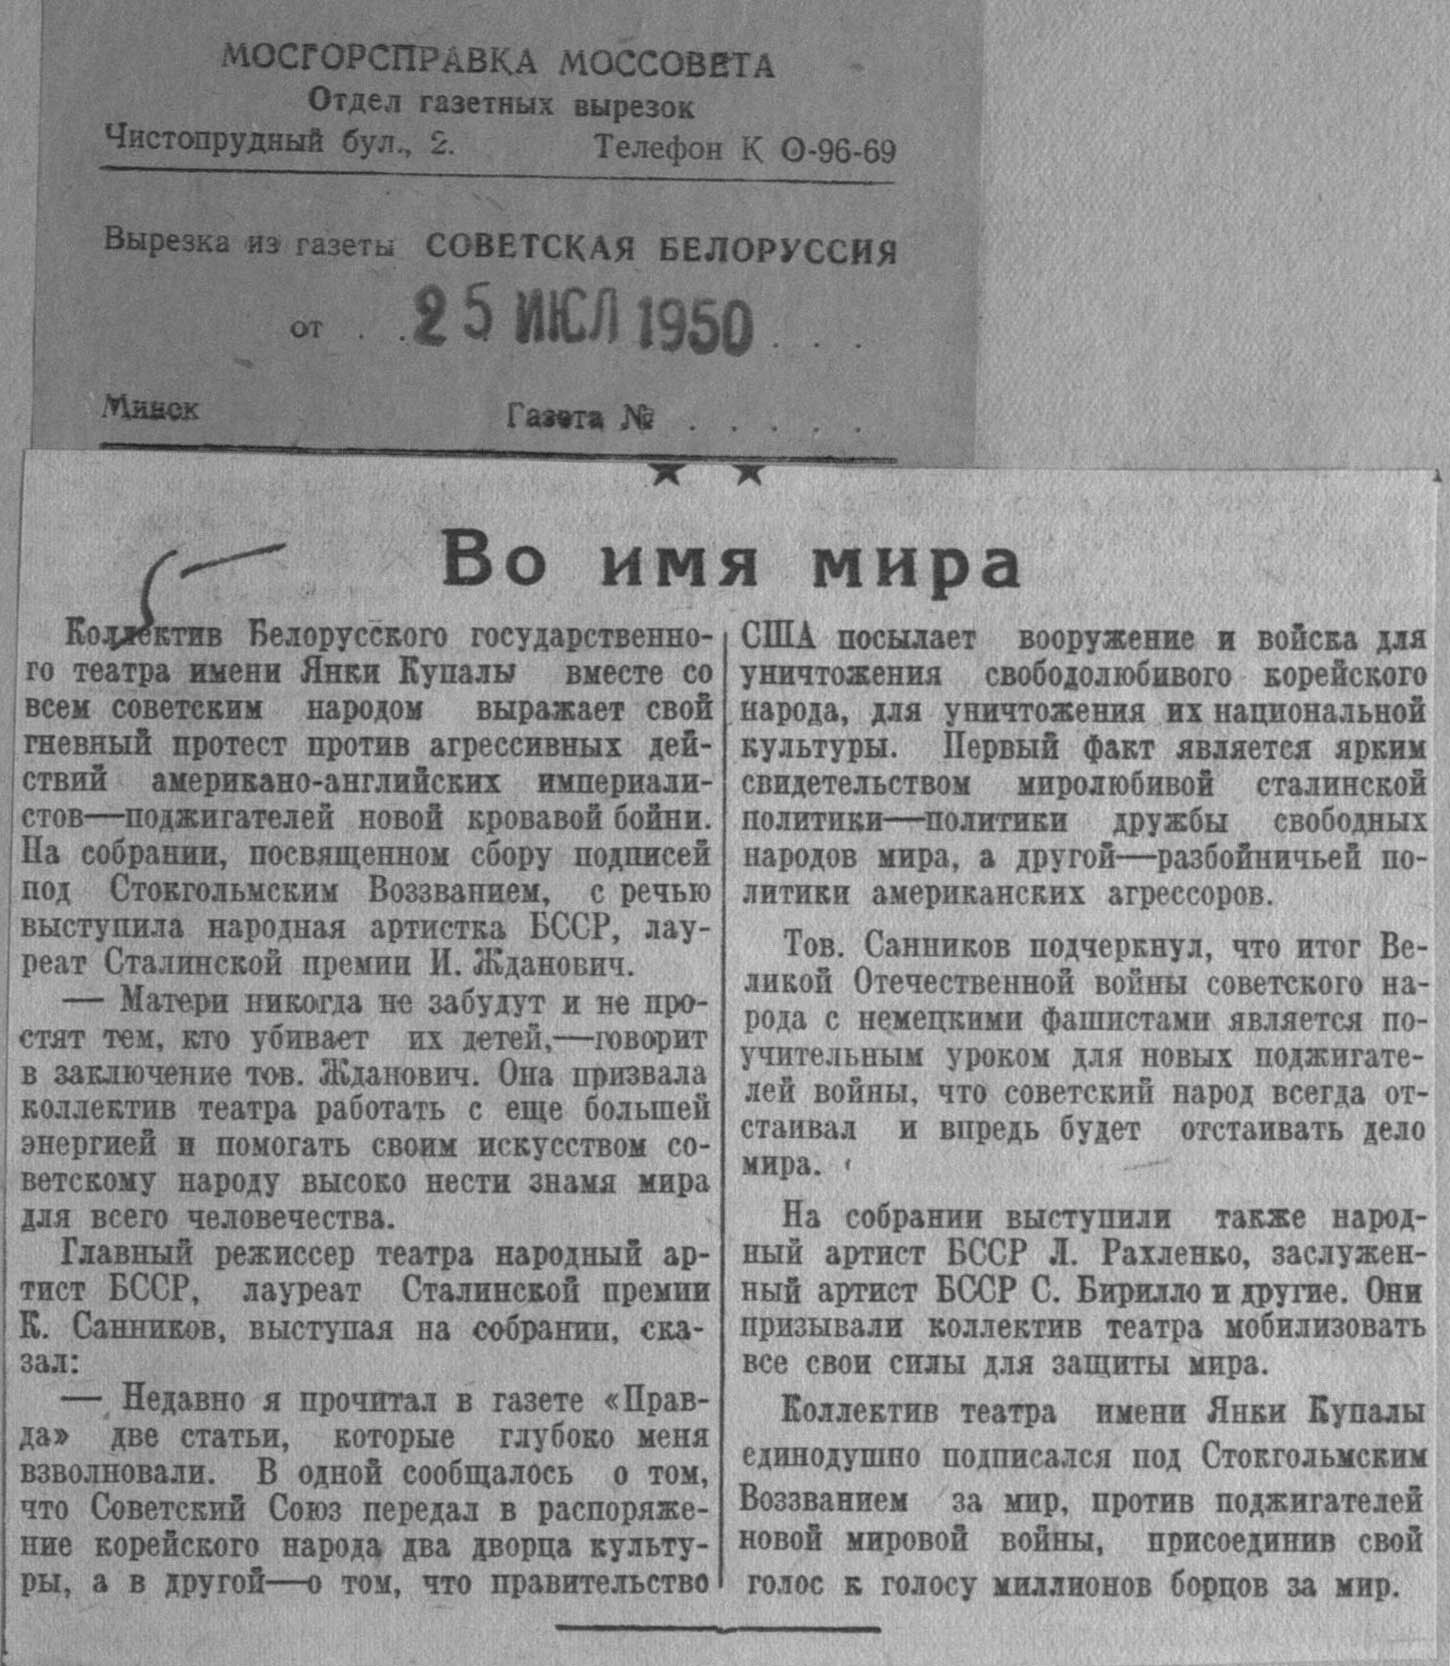 МОСГОРСПРАВКА МОССОВЕТА
Отдел газетных вырезок
Чистопрудный бул., 2. Телефон К 0-96-69
Вырезка из газеты СОВЕТСКАЯ БЕЛОРУССИЯ
от . . 25 ИЮЛ 1950 . . .
Минск Газета № . . . . .
Во имя мира
Коллектив Белорусского государственно-
го театра имени Янки Купалы вместе со
всем советским народом выражает свой
гневный протест против агрессивных дей-
ствий американо-английских империали-
стов—поджигателей новой кровавой бойни.
На собрании, посвященном сбору подписей
под Стокгольмским Воззванием, с речью
выступила народная артистка БССР, лау-
реат Сталинской премии И. Жданович.
— Матери никогда не забудут и не про-
стят тем, кто убивает их детей,—говорит
в заключение тов. Жданович. Она призвала
коллектив театра работать с еще большей
энергией и помогать своим искусством со-
ветскому народу высоко нести знамя мира
для всего человечества.
Главный режиссер театра народный ар-
тист БССР, лауреат Сталинской премии
К. Санников, выступая на собрании, ска-
зал:
— Недавно я прочитал в газете «Прав-
да» две статьи, которые глубоко меня
взволновали. В одной сообщалось о том,
что Советский Союз передал в распоряже-
ние корейского народа два дворца культу-
ры, а в другой—о том, что правительство
США посылает вооружение и войска для
уничтожения свободолюбивого корейского
народа, для уничтожения их национальной
культуры. Первый факт является ярким
свидетельством миролюбивой сталинской
политики—политики дружбы свободных
народов мира, а другой—разбойничьей по-
литики американских агрессоров.
Тов. Санников подчеркнул, что итог Ве-
ликой Отечественной войны советского на-
рода с немецкими фашистами является по-
учительным уроком для новых поджигате-
лей войны, что советский народ всегда от-
стаивал и впредь будет отстаивать дело
мира.
На собрании выступили также народ-
ный артист БССР Л. Рахленко, заслужен-
ный артист БССР С. Бирилло и другие. Они
призывали коллектив театра мобилизовать
все свои силы для защиты мира.
Коллектив театра имени Янки Купалы
единодушно подписался под Стокгольмским
Воззванием за мир, против поджигателей
новой мировой войны, присоединив свой
голос к голосу миллионов борцов за мир.